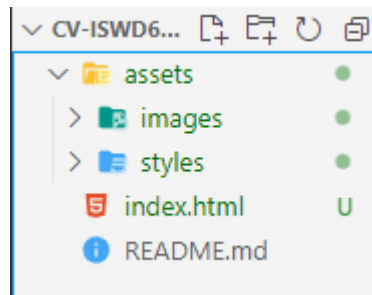 CV-ISWD6...
assets
images
styles
index.html U
README.md